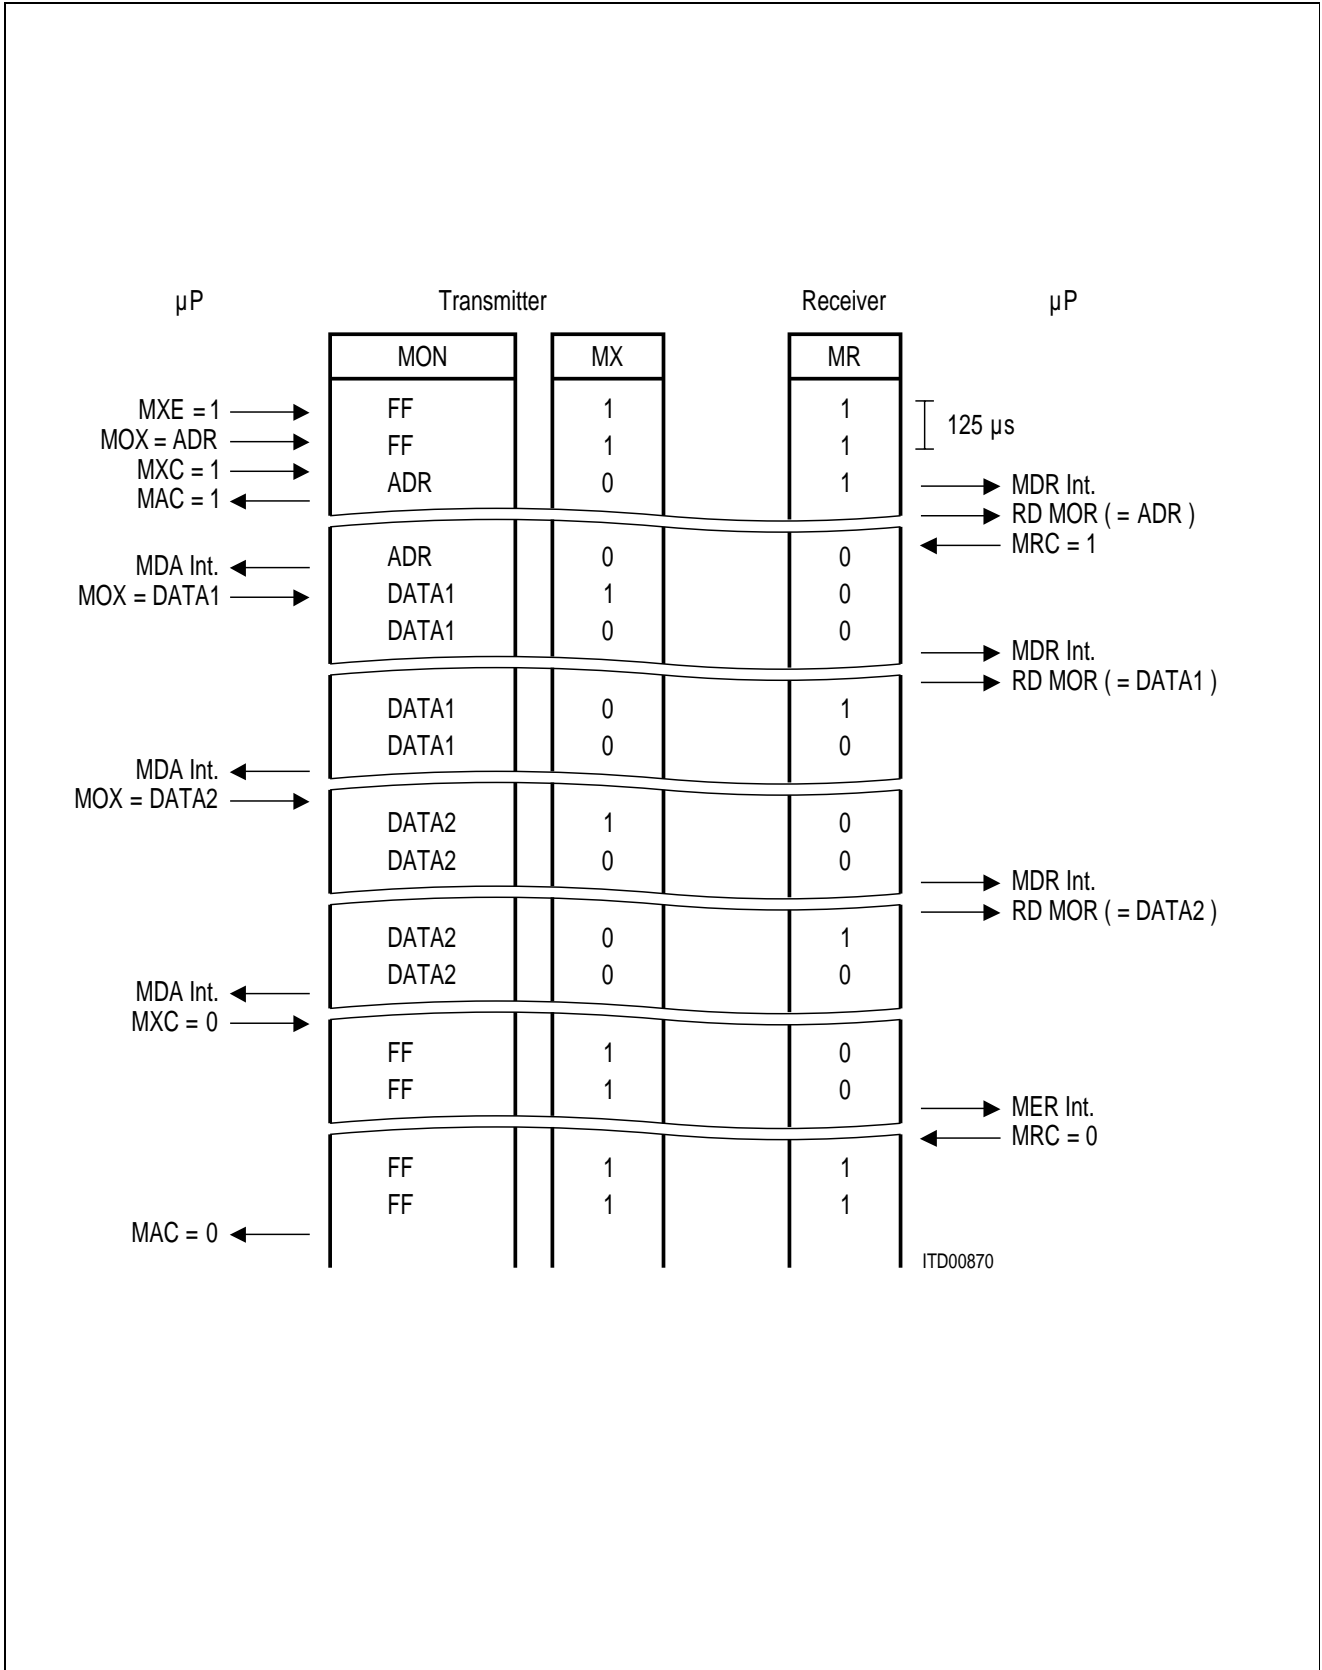 µP Transmitter Receiver µP
MON MX MR
MXE = 1 FF 1 1 125 µs
MOX = ADR FF 1 1
MXC = 1 ADR 0 1 MDR Int.
MAC = 1 RD MOR ( = ADR )
MRC = 1
MDA Int. ADR 0 0
MOX = DATA1 DATA1 1 0
DATA1 0 0
MDR Int.
RD MOR ( = DATA1 )
DATA1 0 1
DATA1 0 0
MDA Int.
MOX = DATA2
DATA2 1 0
DATA2 0 0
MDR Int.
RD MOR ( = DATA2 )
DATA2 0 1
DATA2 0 0
MDA Int.
MXC = 0
FF 1 0
FF 1 0
MER Int.
MRC = 0
FF 1 1
FF 1 1
MAC = 0
ITD00870